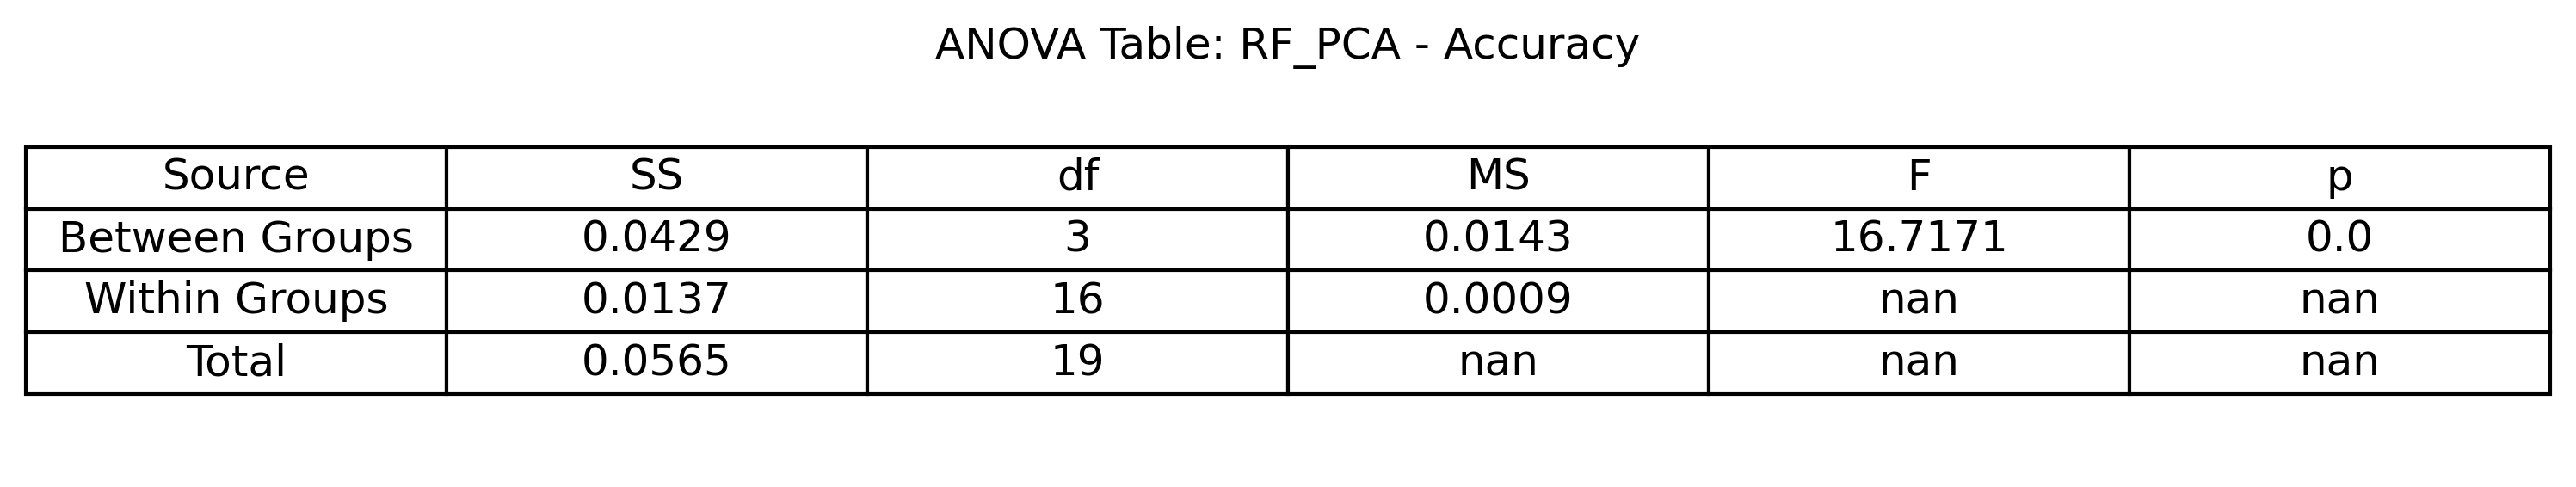 ANOVA Table: RF_PCA - Accuracy
Source SS df MS F p
Between Groups 0.0429 3 0.0143 16.7171 0.0
Within Groups 0.0137 16 0.0009 nan nan
Total 0.0565 19 nan nan nan